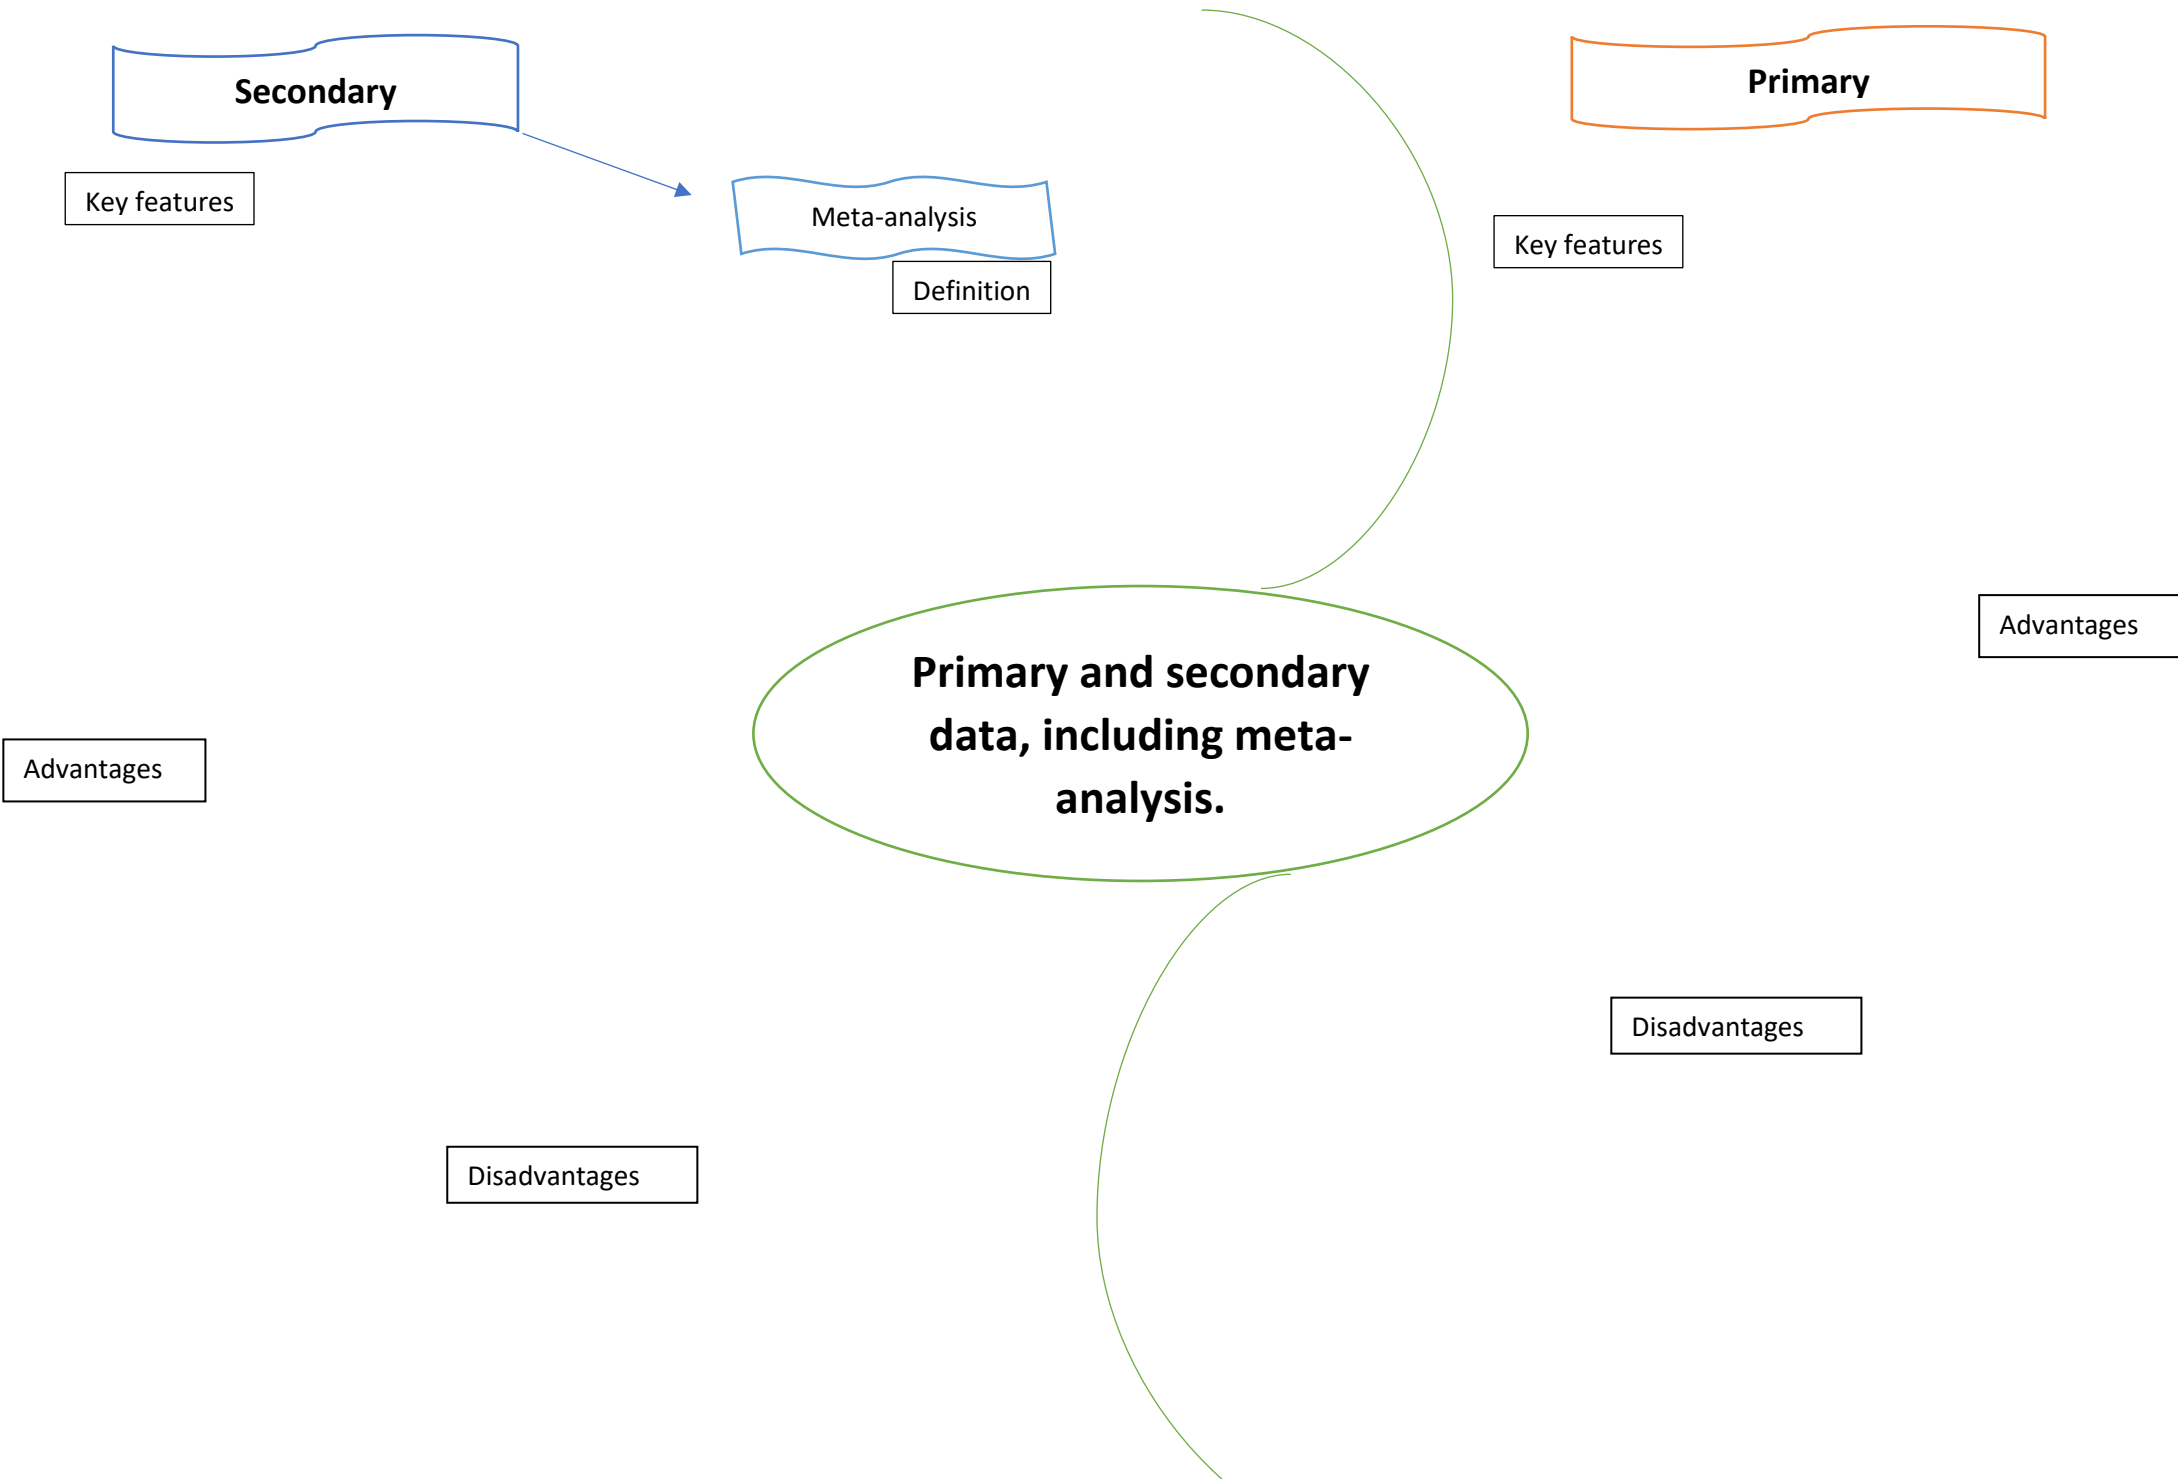 Secondary
Primary
Key features
Meta-analysis
Key features
Definition
Advantages
Primary and secondary
data, including meta-
analysis.
Advantages
Disadvantages
Disadvantages